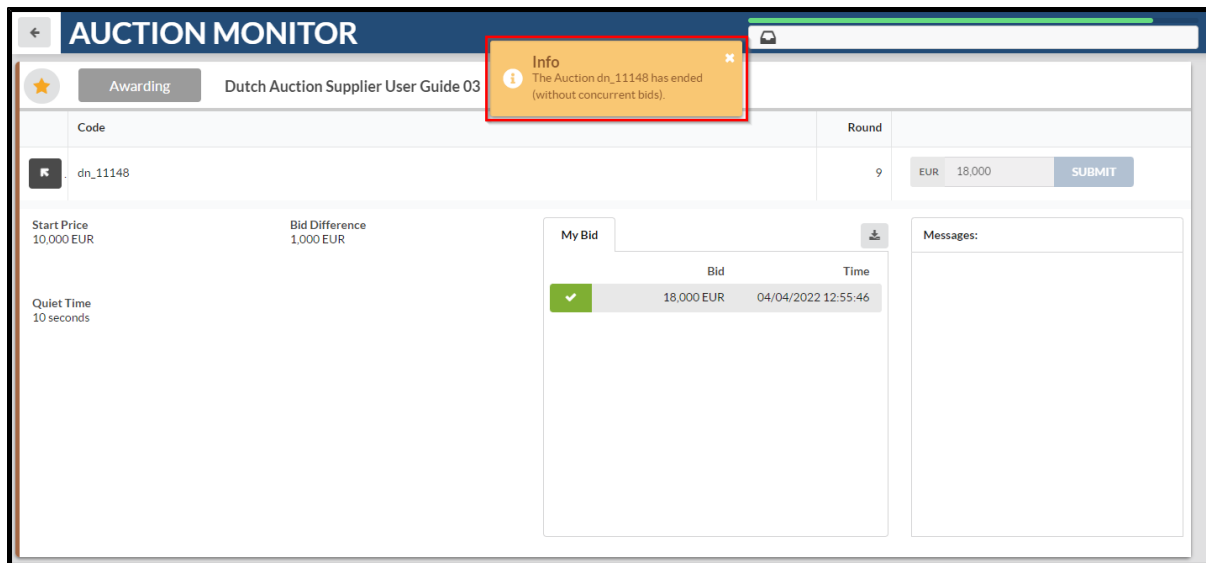 AUCTION MONITOR
Info
The Auction dn_11148 has ended
(without concurrent bids).
Awarding
Dutch Auction Supplier User Guide 03
Code
Round
dn_11148
9
EUR 18,000
SUBMIT
Start Price
10,000 EUR
Bid Difference
1,000 EUR
Quiet Time
10 seconds
My Bid
Bid
Time
18,000 EUR
04/04/2022 12:55:46
Messages: